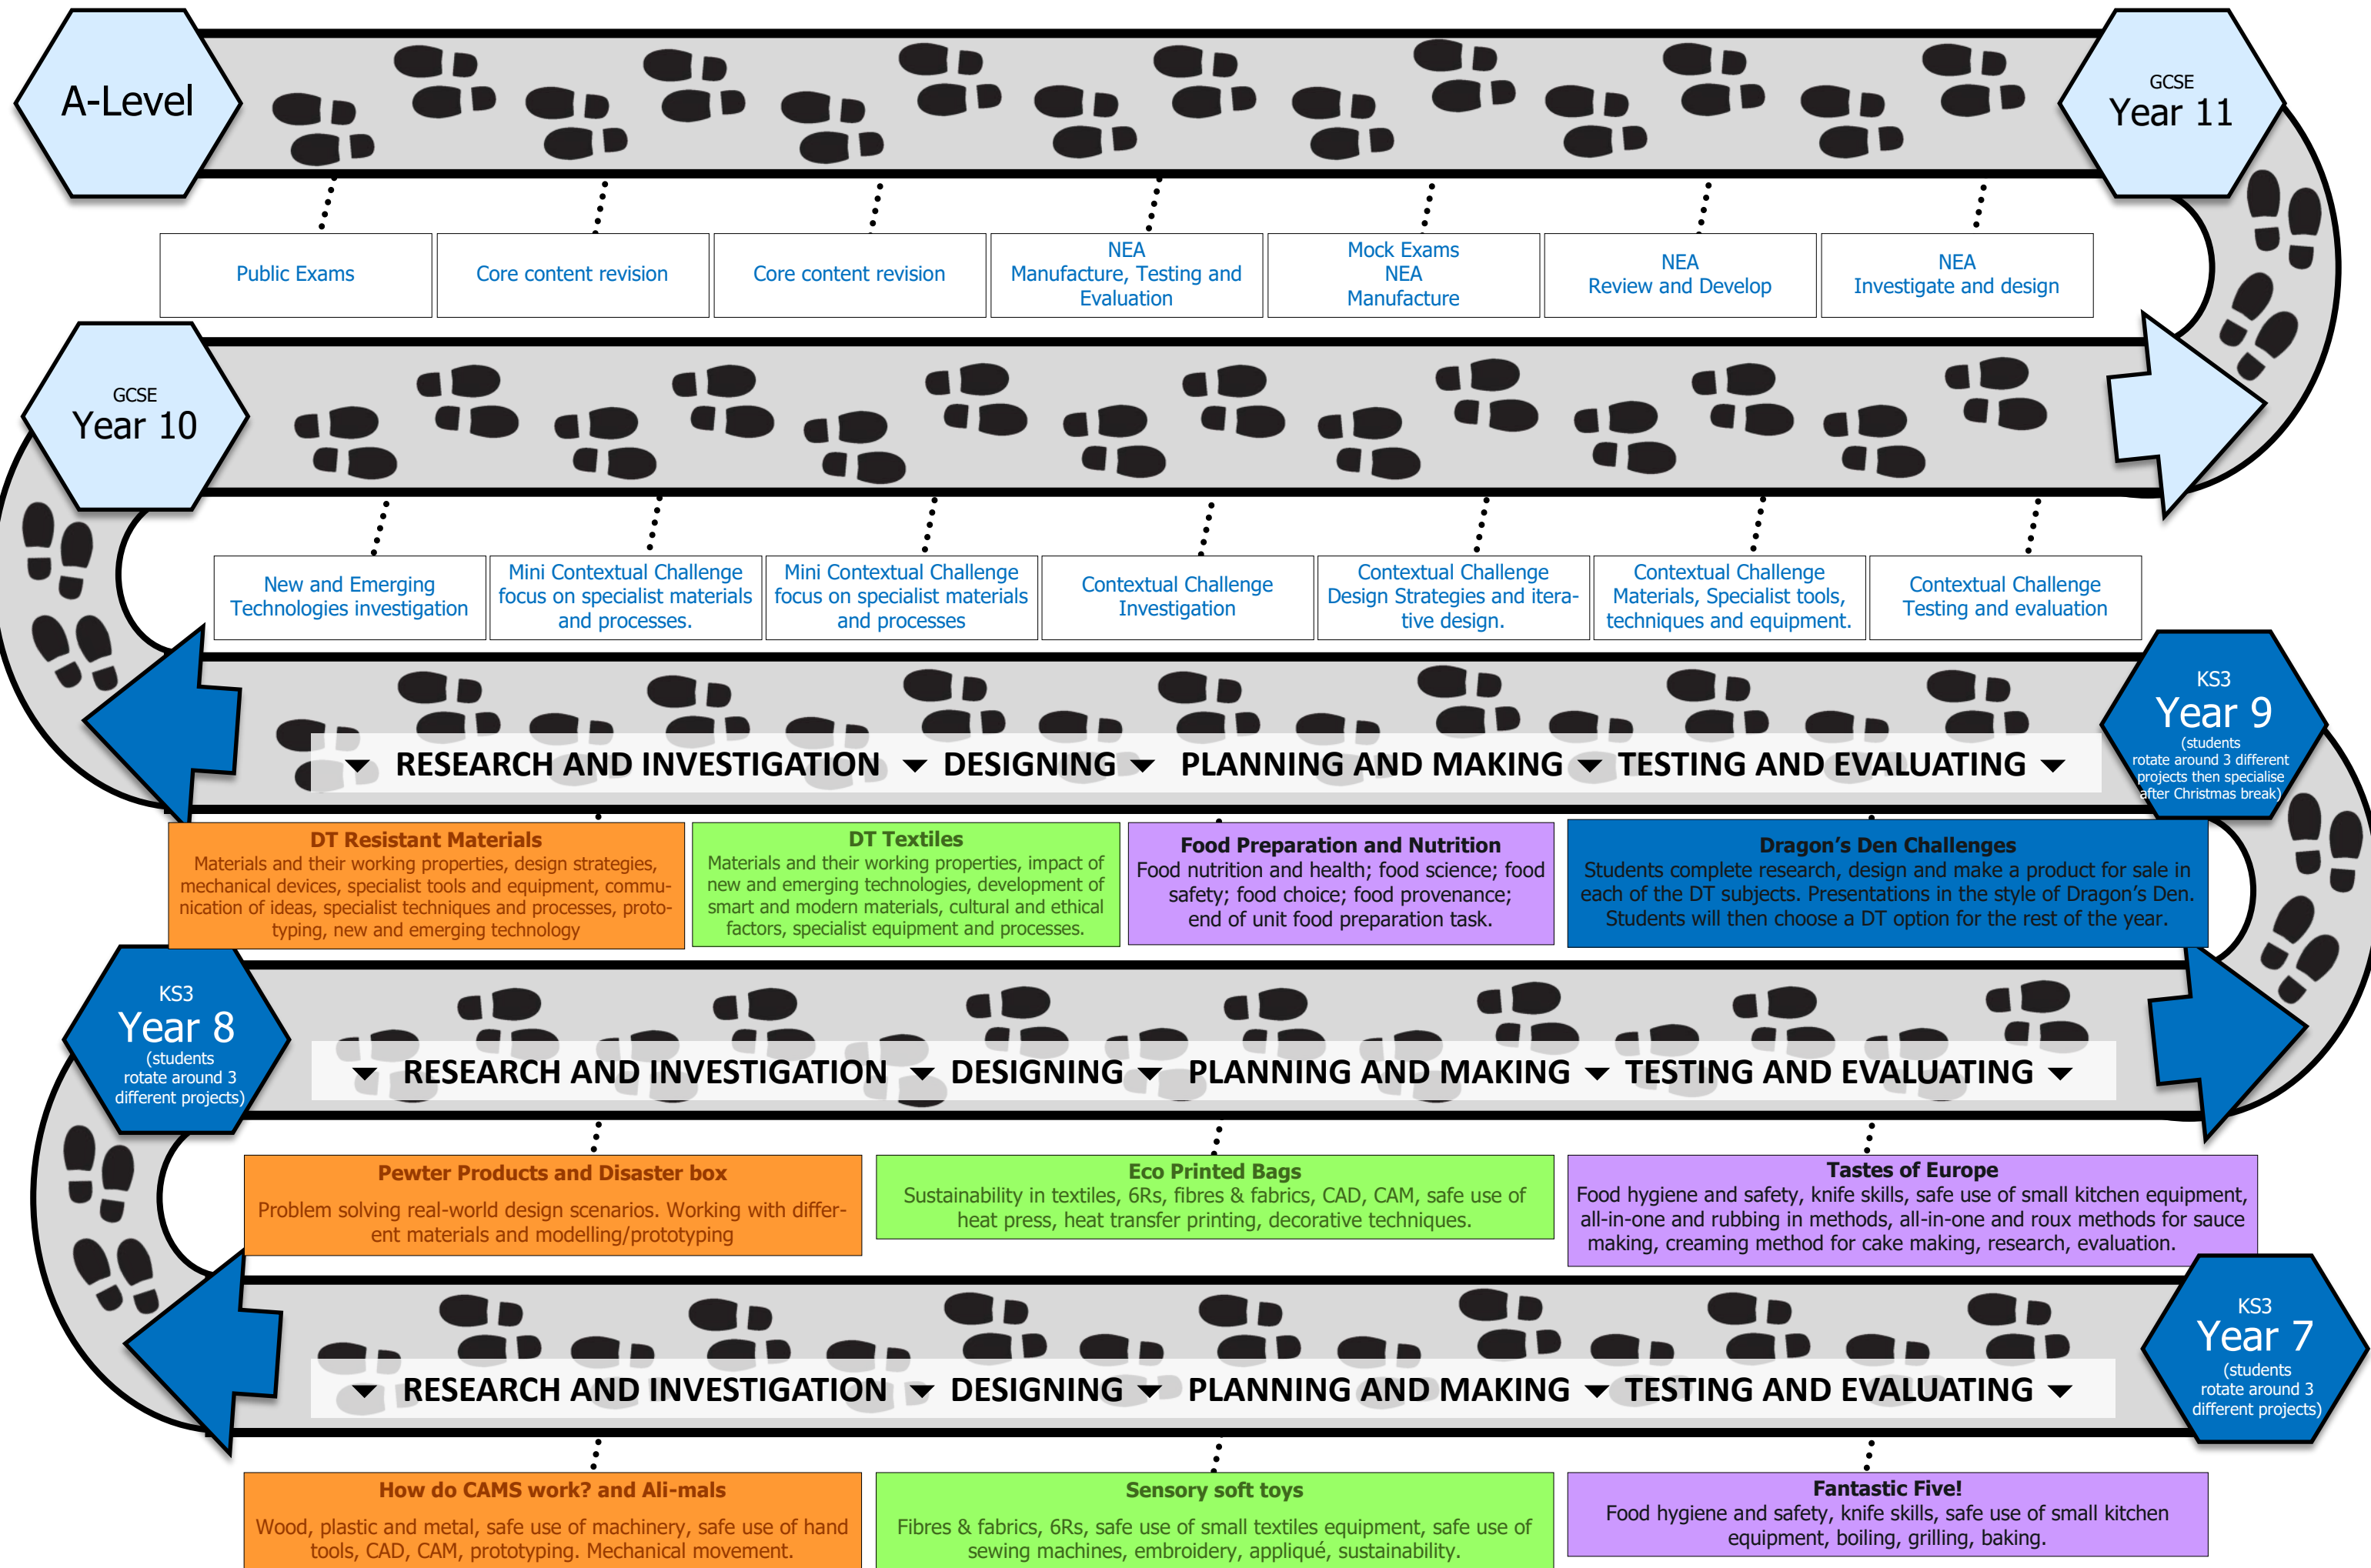 A-Level
GCSE
Year 11
Public Exams
Core content revision
Core content revision
NEA
Manufacture, Testing and
Evaluation
Mock Exams
NEA
Manufacture
NEA
Review and Develop
NEA
Investigate and design
GCSE
Year 10
New and Emerging
Technologies investigation
Mini Contextual Challenge
focus on specialist materials
and processes.
Mini Contextual Challenge
focus on specialist materials
and processes
Contextual Challenge
Investigation
Contextual Challenge
Design Strategies and itera-
tive design.
Contextual Challenge
Materials, Specialist tools,
techniques and equipment.
Contextual Challenge
Testing and evaluation
KS3
Year 9
(students
rotate around 3 different
projects then specialise
after Christmas break)
RESEARCH AND INVESTIGATION DESIGNING PLANNING AND MAKING TESTING AND EVALUATING
DT Resistant Materials
Materials and their working properties, design strategies,
mechanical devices, specialist tools and equipment, commu-
nication of ideas, specialist techniques and processes, proto-
typing, new and emerging technology
DT Textiles
Materials and their working properties, impact of
new and emerging technologies, development of
smart and modern materials, cultural and ethical
factors, specialist equipment and processes.
Food Preparation and Nutrition
Food nutrition and health; food science; food
safety; food choice; food provenance;
end of unit food preparation task.
Dragon’s Den Challenges
Students complete research, design and make a product for sale in
each of the DT subjects. Presentations in the style of Dragon’s Den.
Students will then choose a DT option for the rest of the year.
KS3
Year 8
(students
rotate around 3
different projects)
RESEARCH AND INVESTIGATION DESIGNING PLANNING AND MAKING TESTING AND EVALUATING
Pewter Products and Disaster box
Problem solving real-world design scenarios. Working with differ-
ent materials and modelling/prototyping
Eco Printed Bags
Sustainability in textiles, 6Rs, fibres & fabrics, CAD, CAM, safe use of
heat press, heat transfer printing, decorative techniques.
Tastes of Europe
Food hygiene and safety, knife skills, safe use of small kitchen equipment,
all-in-one and rubbing in methods, all-in-one and roux methods for sauce
making, creaming method for cake making, research, evaluation.
KS3
Year 7
(students
rotate around 3
different projects)
RESEARCH AND INVESTIGATION DESIGNING PLANNING AND MAKING TESTING AND EVALUATING
How do CAMS work? and Ali-mals
Wood, plastic and metal, safe use of machinery, safe use of hand
tools, CAD, CAM, prototyping. Mechanical movement.
Sensory soft toys
Fibres & fabrics, 6Rs, safe use of small textiles equipment, safe use of
sewing machines, embroidery, appliqué, sustainability.
Fantastic Five!
Food hygiene and safety, knife skills, safe use of small kitchen
equipment, boiling, grilling, baking.